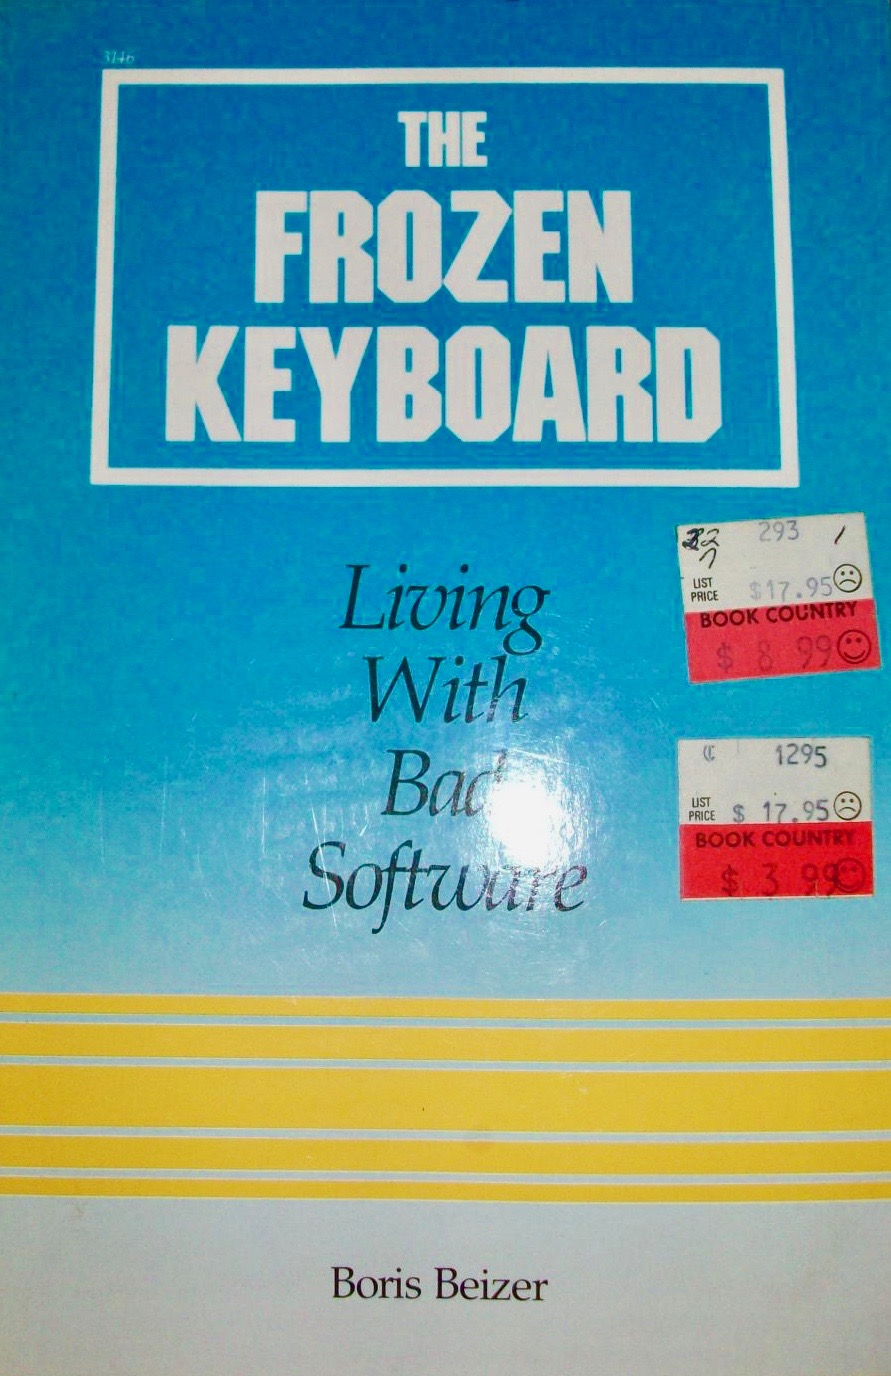 3146
THE
FROZEN
KEYBOARD
Living
With
Bad
Software
293
LIST
PRICE $17.95
BOOK COUNTRY
$ 8 99
1295
LIST
PRICE $ 17.95
BOOK COUNTRY
$ 3 99
Boris Beizer